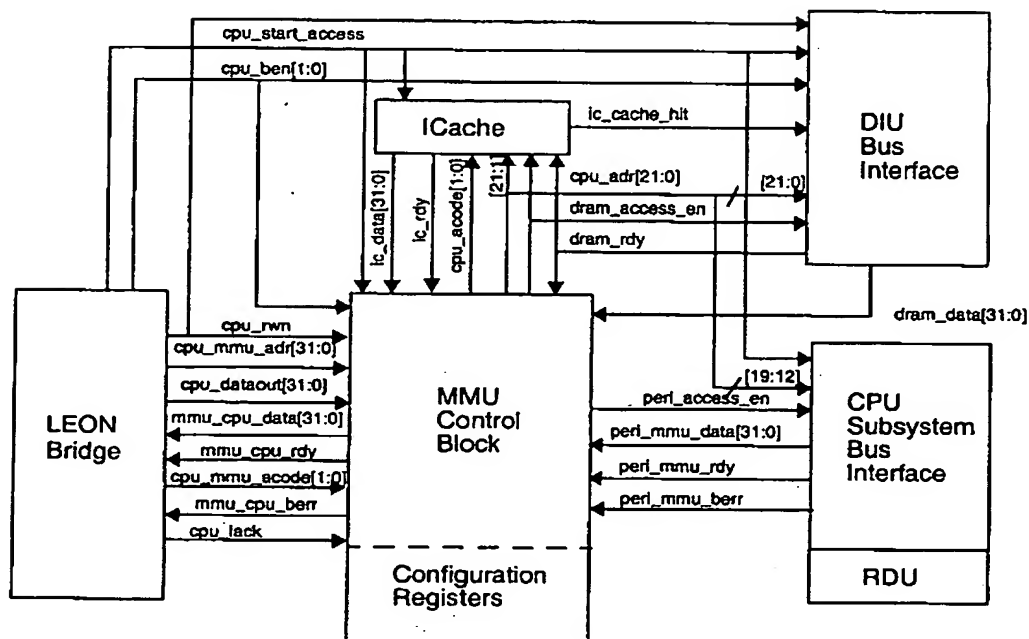 cpu_start_access
cpu_ben[1:0]
ICache
ic_cache_hit
DIU
Bus
Interface
cpu_adr[21:0]
[21:0]
dram_access_en
dram_rdy
ic_data[31:0]
ic_rdy
cpu_acode[1:0]
dram_data[31:0]
cpu_rwn
cpu_mmu_adr[31:0]
cpu_dataout[31:0]
mmu_cpu_data[31:0]
mmu_cpu_rdy
cpu_mmu_acode[1:0]
mmu_cpu_berr
cpu_iack
LEON
Bridge
MMU
Control
Block
Configuration
Registers
[19:12]
peri_access_en
peri_mmu_data[31:0]
peri_mmu_rdy
peri_mmu_berr
CPU
Subsystem
Bus
Interface
RDU